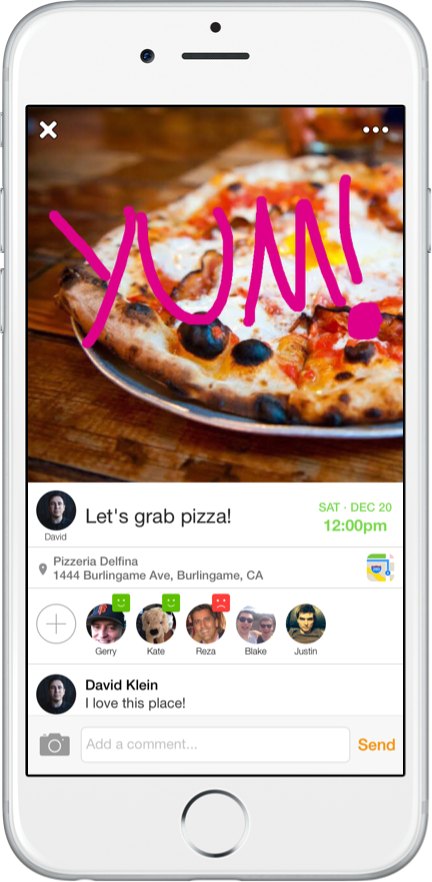 YUM!
Let's grab pizza!
SAT · DEC 20
12:00pm
David
Pizzeria Delfina
1444 Burlingame Ave, Burlingame, CA
Gerry
Kate
Reza
Blake
Justin
David Klein
I love this place!
Add a comment...
Send